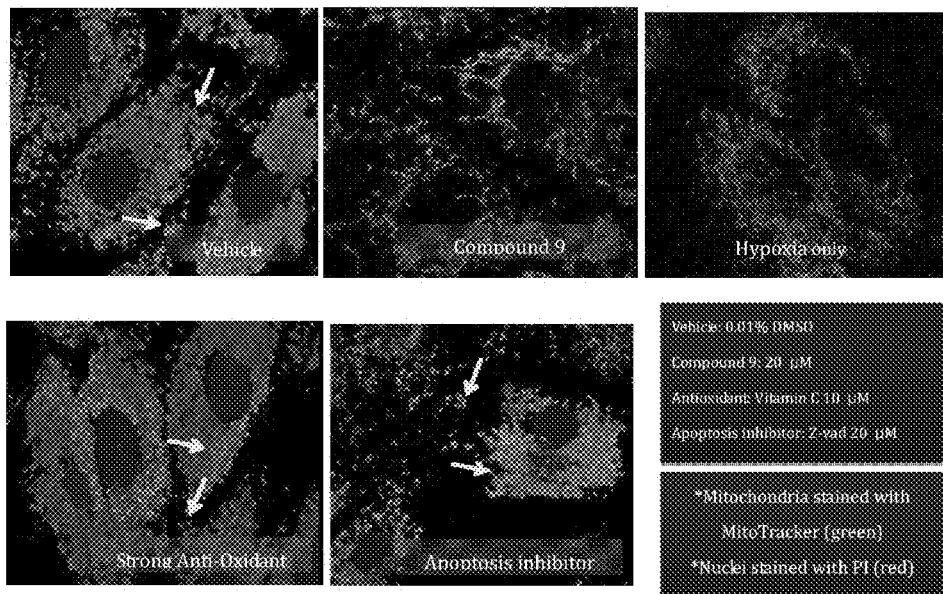 Vehicle
Compound 9
Hypoxia only
Strong Anti-Oxidant
Apoptosis inhibitor
Vehicle: 0.01% DMSO
Compound 9: 20 µM
Antioxidant: Vitamin E 10 µM
Apoptosis inhibitor: Z-vad 20 µM
*Mitochondria stained with
MitoTracker (green)
*Nuclei stained with PI (red)